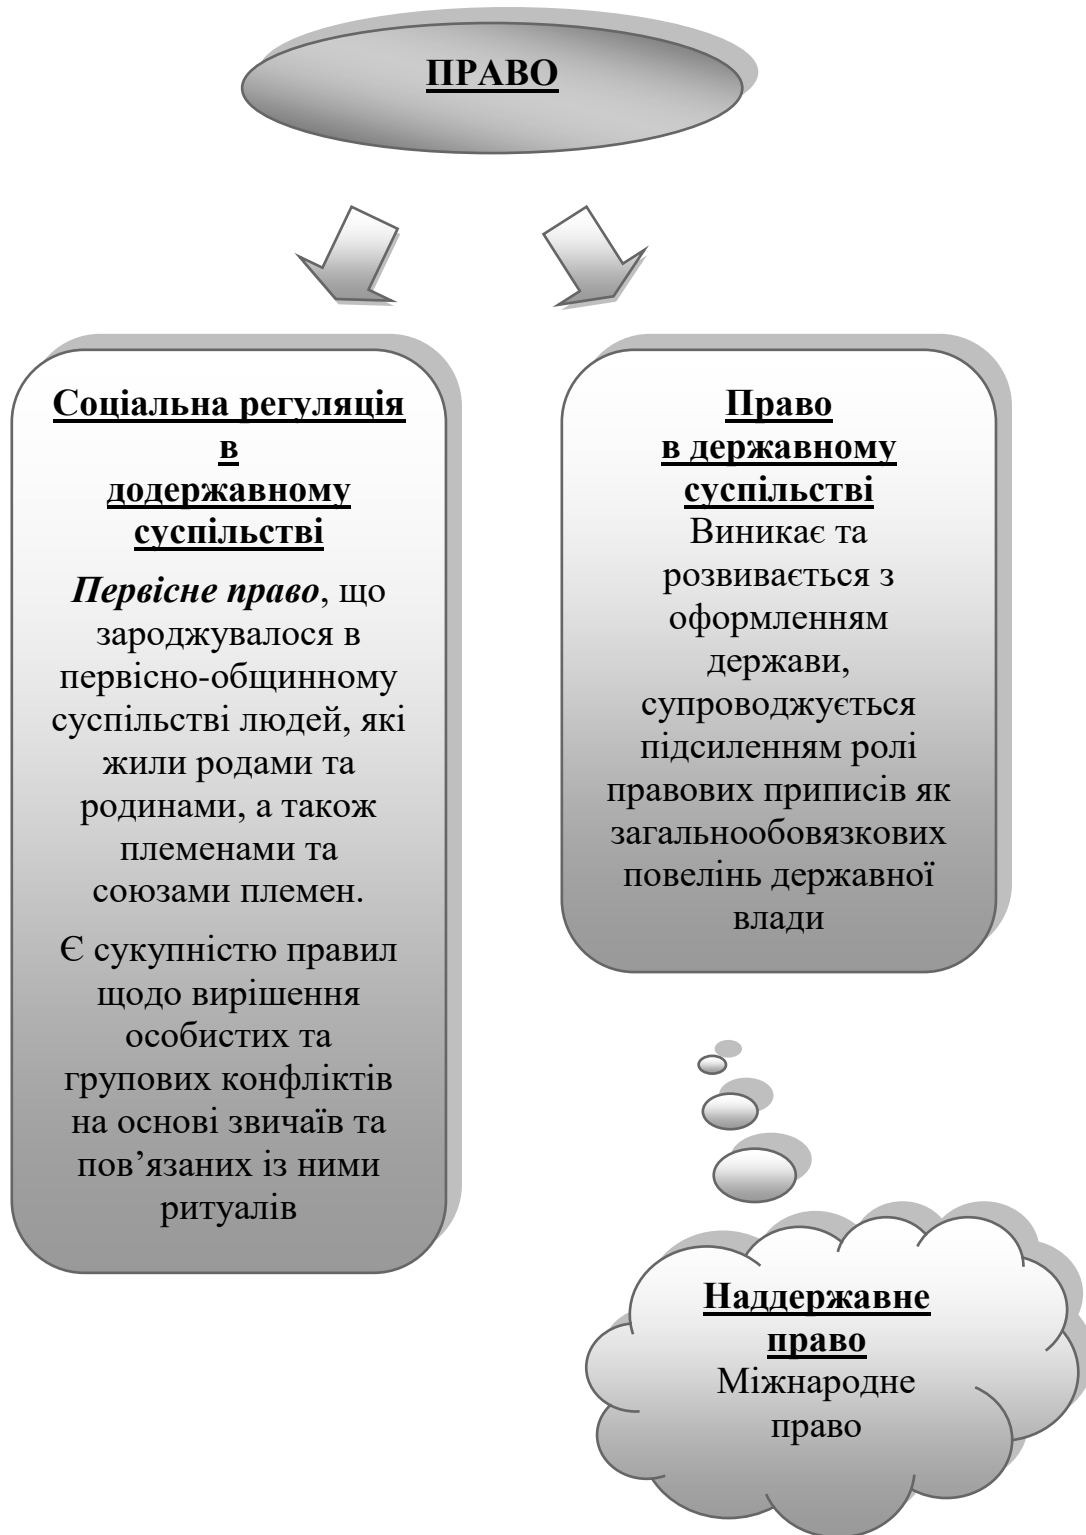 ПРАВО
Соціальна регуляція
в
додержавному
суспільстві
Первісне право, що
зароджувалося в
первісно-общинному
суспільстві людей, які
жили родами та
родинами, а також
племенами та
союзами племен.
Є сукупністю правил
щодо вирішення
особистих та
групових конфліктів
на основі звичаїв та
пов’язаних із ними
ритуалів
Право
в державному
суспільстві
Виникає та
розвивається з
оформленням
держави,
супроводжується
підсиленням ролі
правових приписів як
загальнообовязкових
повелінь державної
влади
Наддержавне
право
Міжнародне
право